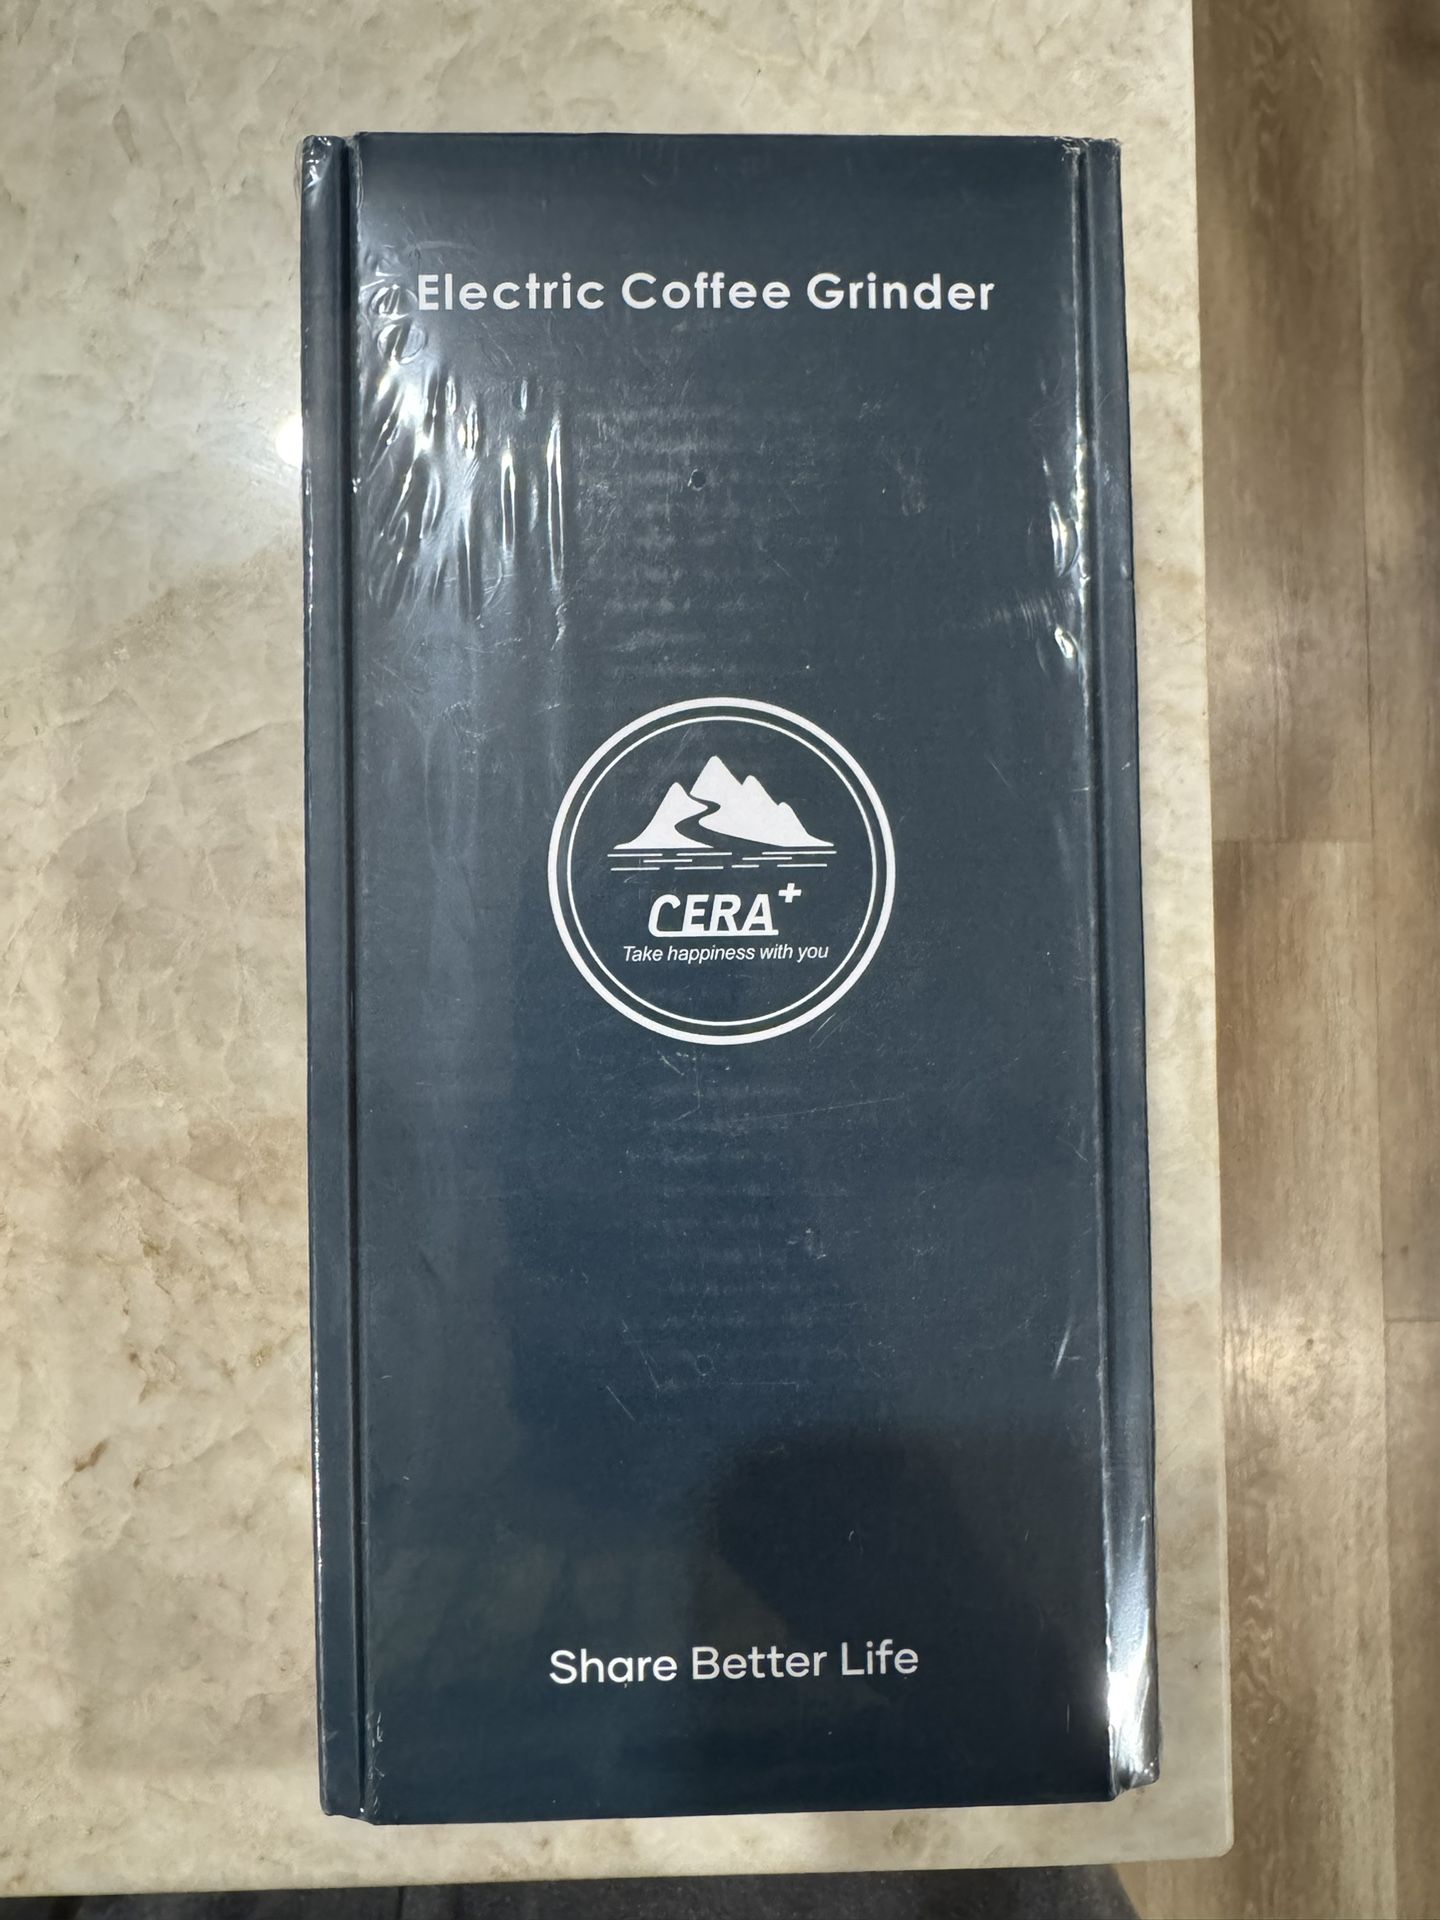 Electric Coffee Grinder
CERA+
Take happiness with you
Share Better Life